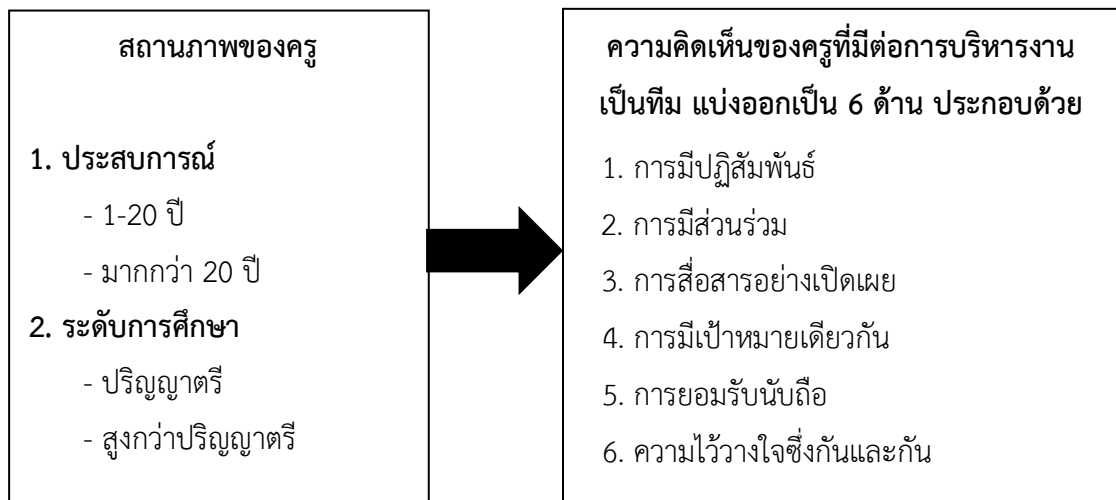 สถานภาพของครู
1. ประสบการณ์
- 1-20 ปี
- มากกว่า 20 ปี
2. ระดับการศึกษา
- ปริญญาตรี
- สูงกว่าปริญญาตรี
ความคิดเห็นของครูที่มีต่อการบริหารงาน
เป็นทีม แบ่งออกเป็น 6 ด้าน ประกอบด้วย
1. การมีปฏิสัมพันธ์
2. การมีส่วนร่วม
3. การสื่อสารอย่างเปิดเผย
4. การมีเป้าหมายเดียวกัน
5. การยอมรับนับถือ
6. ความไว้วางใจซึ่งกันและกัน